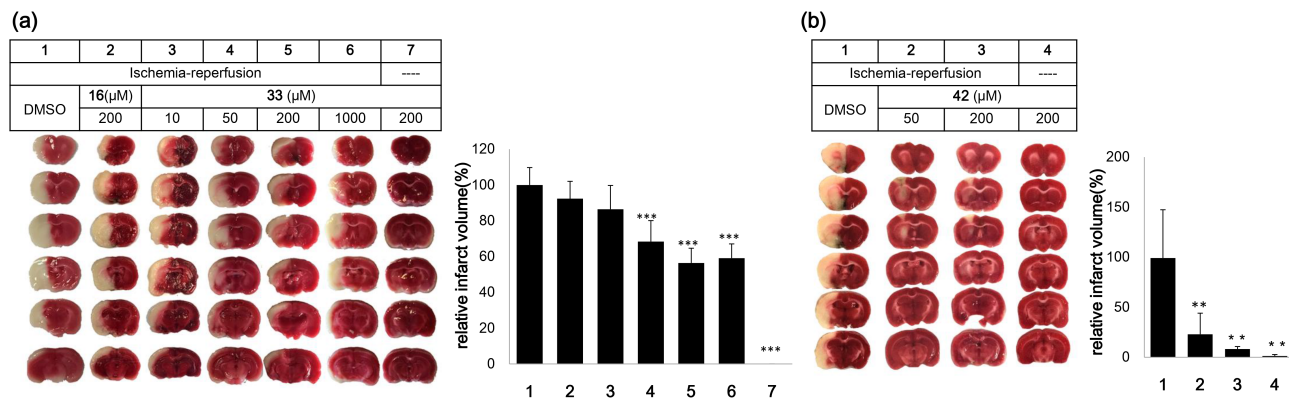 (a)
1 2 3 4 5 6 7
Ischemia-reperfusion ----
DMSO 16(μM) 33 (μM)
200 10 50 200 1000 200
relative infarct volume(%)
120
100
80
60
40
20
0
*** *** *** ***
1 2 3 4 5 6 7
(b)
1 2 3 4
Ischemia-reperfusion ----
DMSO 42 (μM)
50 200 200
relative infarct volume(%)
200
150
100
50
0
** ** **
1 2 3 4